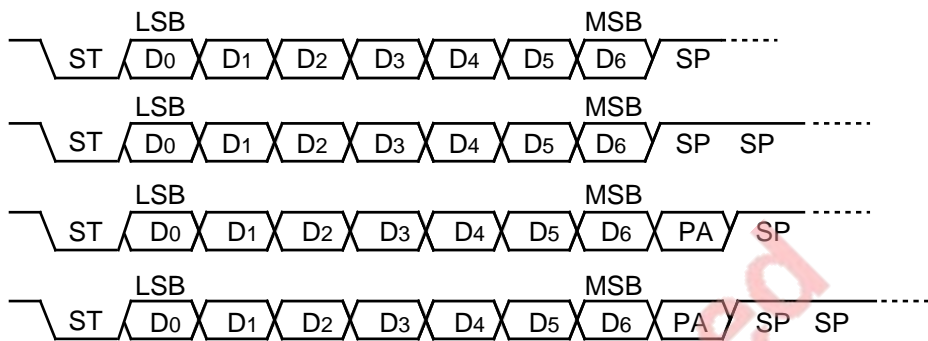 LSB MSB
ST D0 D1 D2 D3 D4 D5 D6 SP
LSB MSB
ST D0 D1 D2 D3 D4 D5 D6 SP SP
LSB MSB
ST D0 D1 D2 D3 D4 D5 D6 PA SP
LSB MSB
ST D0 D1 D2 D3 D4 D5 D6 PA SP SP